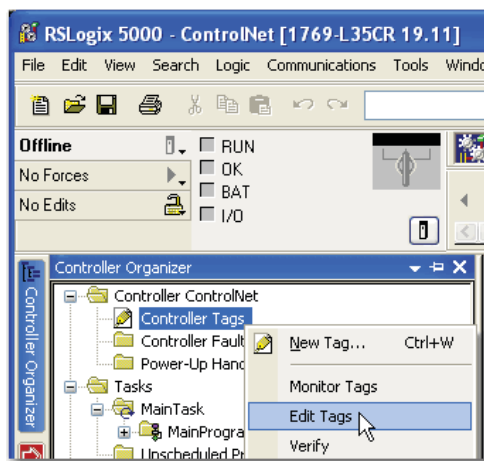 RSLogix 5000 - ControlNet [1769-L35CR 19.11]
File Edit View Search Logic Communications Tools Windo
Offline
RUN
No Forces
OK
No Edits
BAT
I/O
Controller Organizer
Controller Organizer
Controller ControlNet
Controller Tags
Controller Fault
Power-Up Hand
Tasks
MainTask
MainProgra
Unscheduled Pr
New Tag... Ctrl+W
Monitor Tags
Edit Tags
Verify